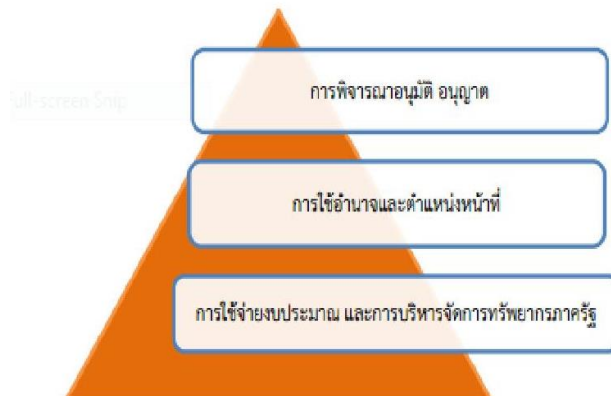 Full-screen Snip
การพิจารณาอนุมัติ อนุญาต
การใช้อำนาจและตำแหน่งหน้าที่
การใช้จ่ายงบประมาณ และการบริหารจัดการทรัพยากรภาครัฐ